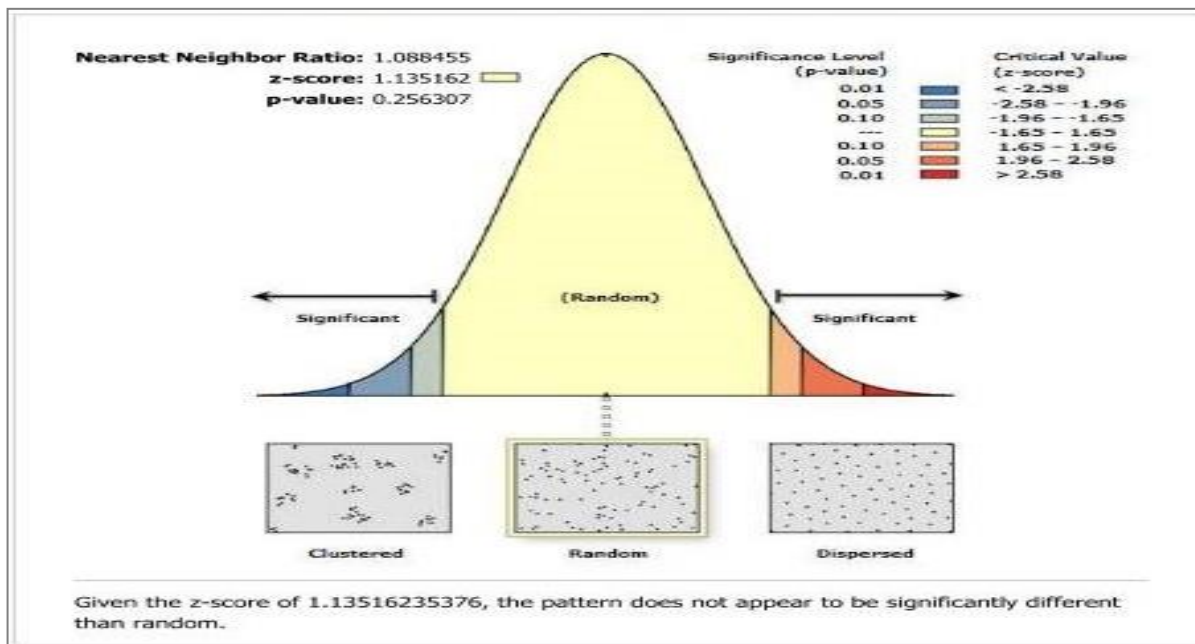 Nearest Neighbor Ratio: 1.088455
z-score: 1.135162
p-value: 0.256307
Significance Level (p-value) Critical Value (z-score)
0.01 < -2.58
0.05 -2.58 - -1.96
0.10 -1.96 - -1.65
--- -1.65 - 1.65
0.10 1.65 - 1.96
0.05 1.96 - 2.58
0.01 > 2.58
(Random)
Significant Significant
Clustered Random Dispersed
Given the z-score of 1.13516235376, the pattern does not appear to be significantly different
than random.